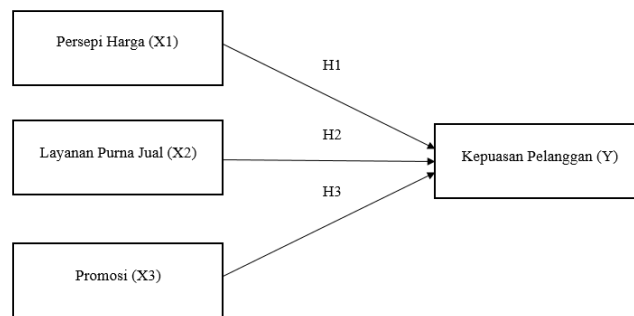 Persepi Harga (X1)
H1
H2
Layanan Purna Jual (X2)
Kepuasan Pelanggan (Y)
H3
Promosi (X3)